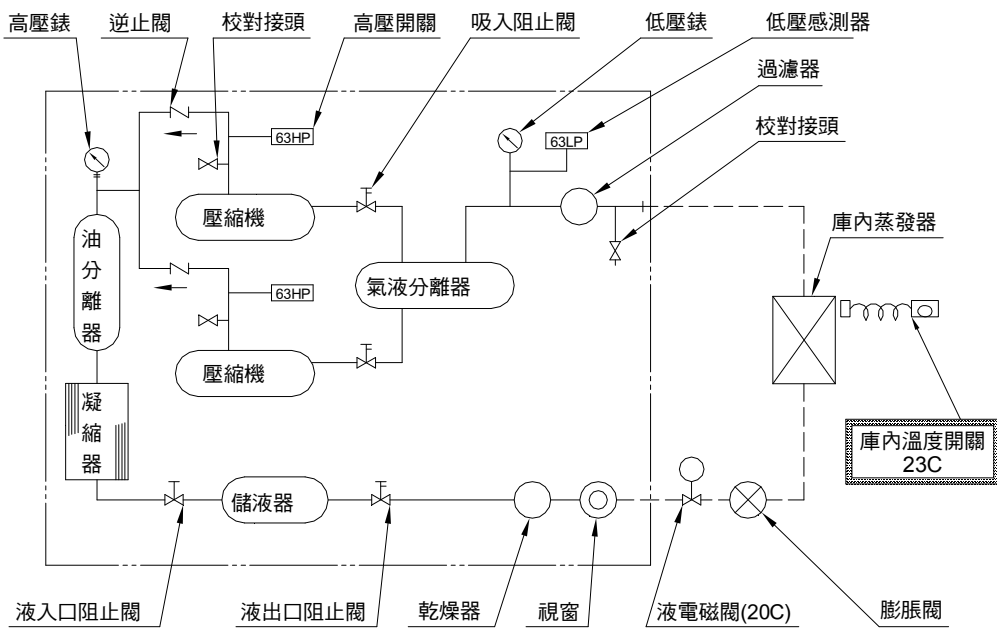 高壓錶
逆止閥
校對接頭
高壓開關
吸入阻止閥
低壓錶
低壓感測器
過濾器
校對接頭
63HP
63LP
壓縮機
油分離器
庫內蒸發器
氣液分離器
63HP
壓縮機
凝縮器
庫內溫度開關
23C
儲液器
液入口阻止閥
液出口阻止閥
乾燥器
視窗
液電磁閥(20C)
膨脹閥